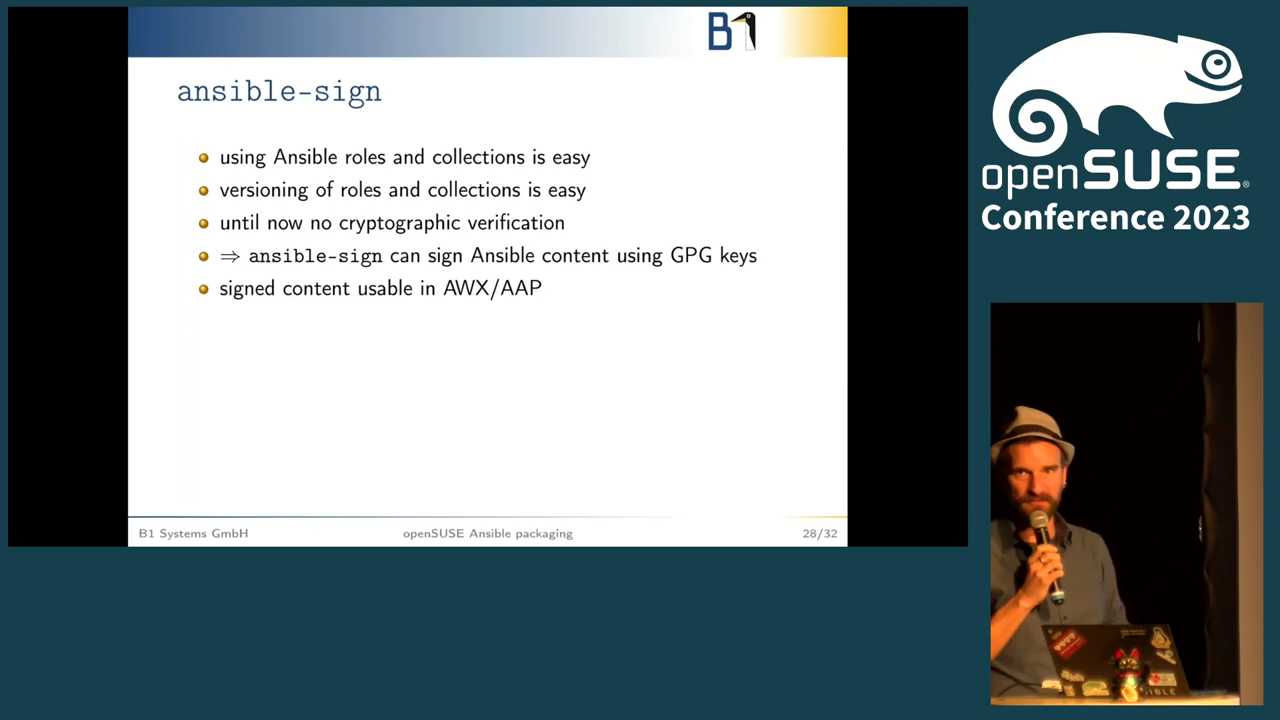 B1
ansible-sign
using Ansible roles and collections is easy
versioning of roles and collections is easy
until now no cryptographic verification
⇒ ansible-sign can sign Ansible content using GPG keys
signed content usable in AWX/AAP
B1 Systems GmbH
openSUSE Ansible packaging
28/32
openSUSE®
Conference 2023